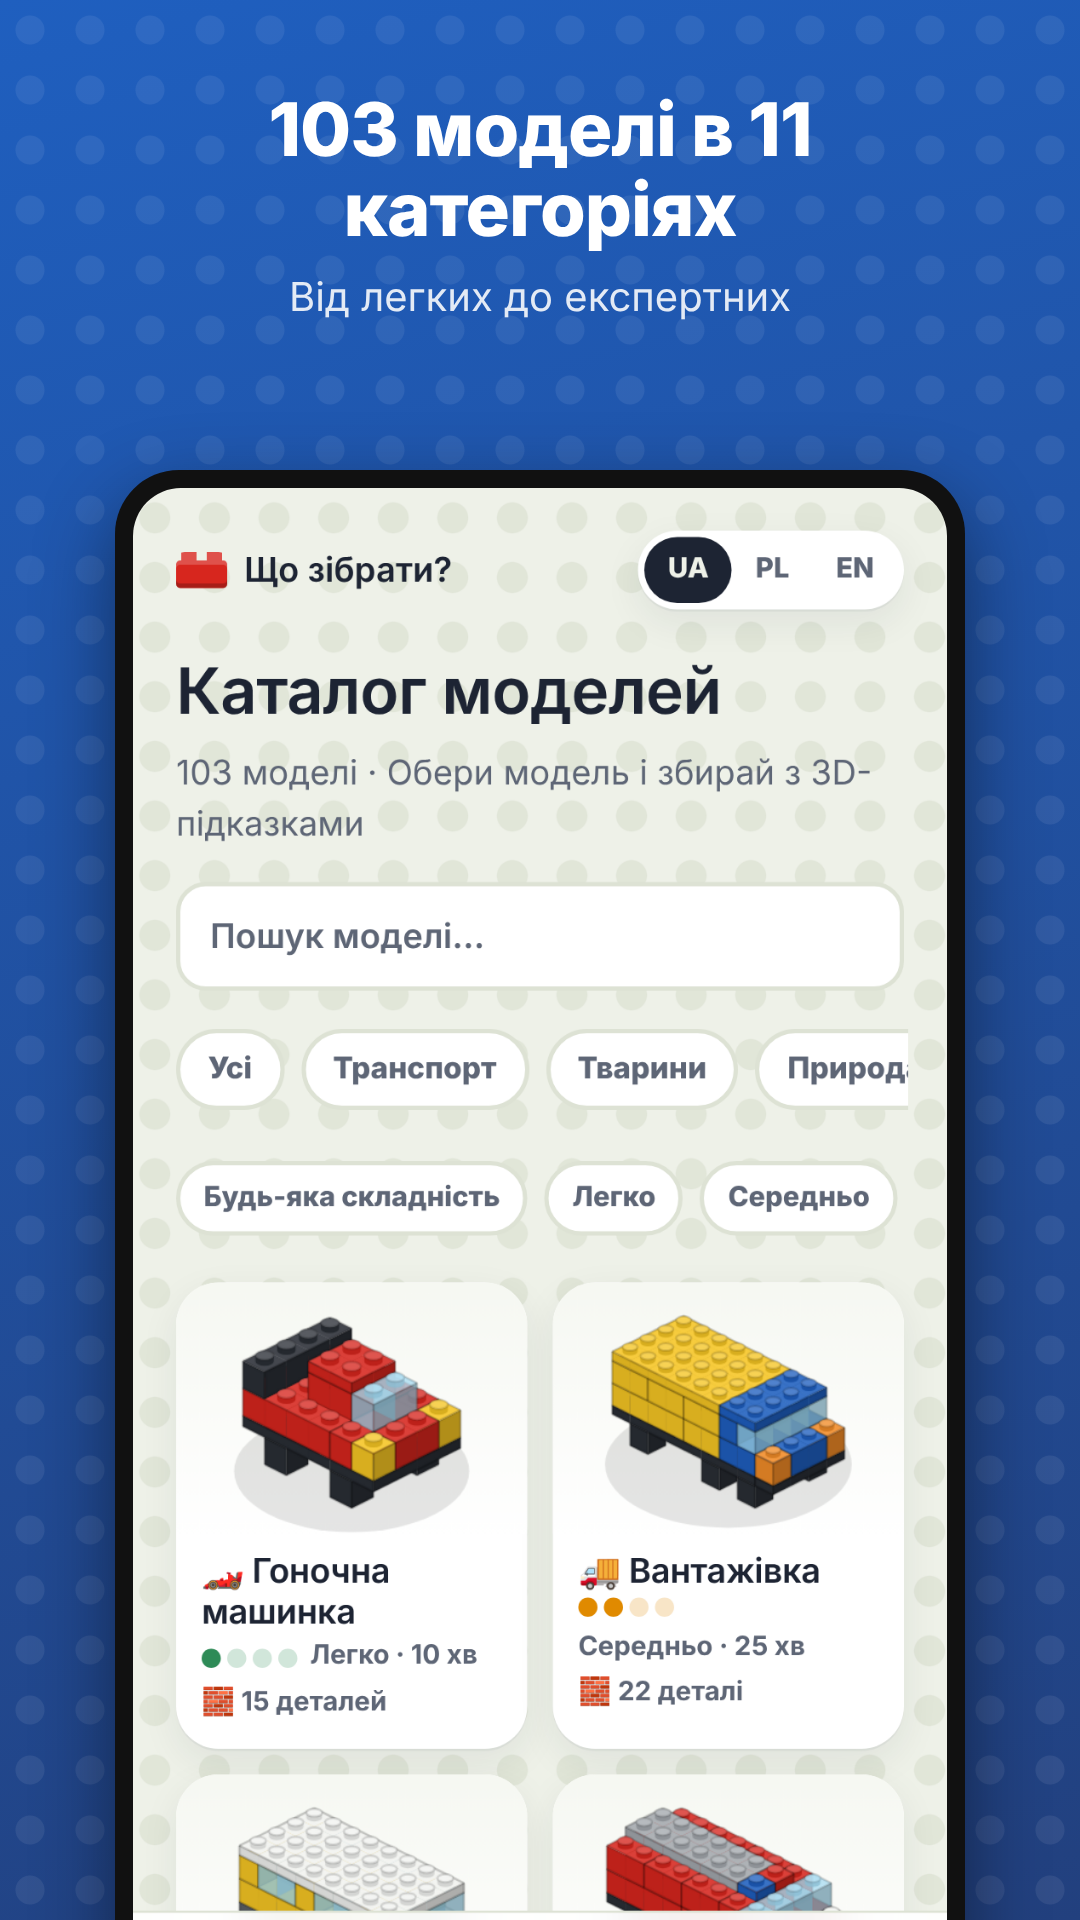 103 моделі в 11
категоріях
Від легких до експертних
Що зібрати?
UA PL EN
Каталог моделей
103 моделі · Обери модель і збирай з 3D-
підказками
Пошук моделі...
Усі Транспорт Тварини Природа
Будь-яка складність Легко Середньо
Гоночна
машинка
Легко · 10 хв
15 деталей
Вантажівка
Середньо · 25 хв
22 деталі